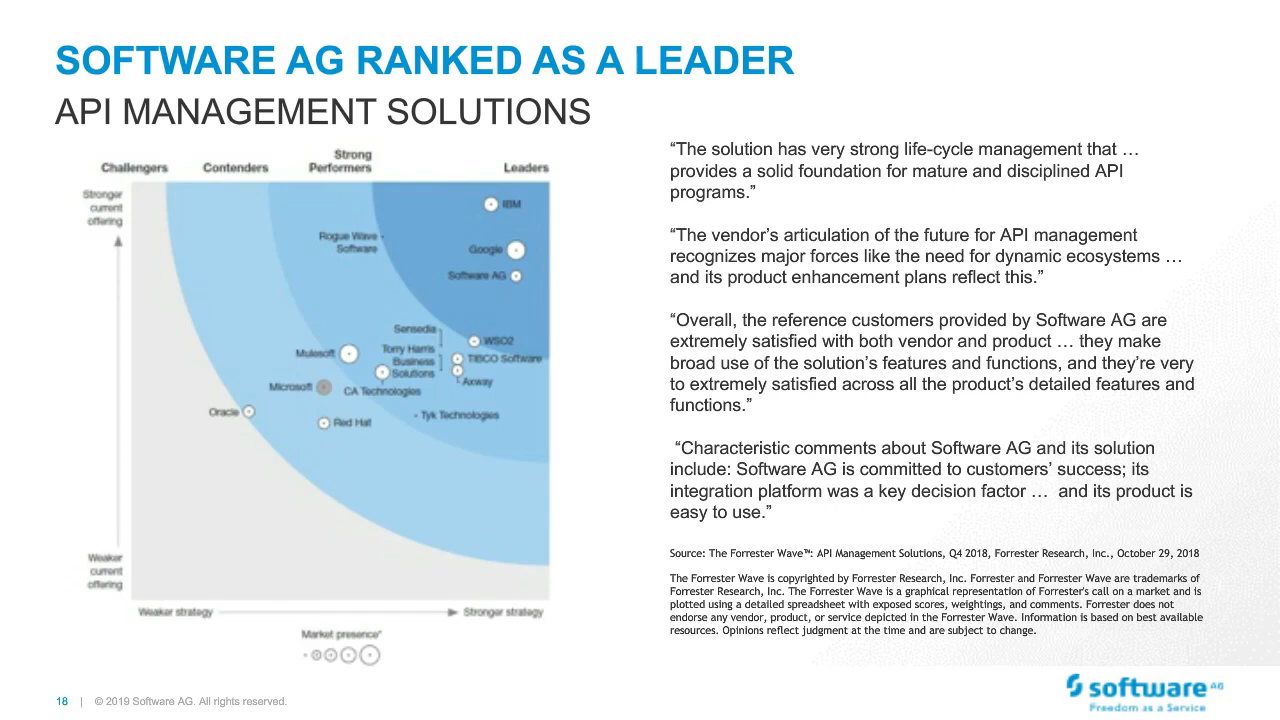 SOFTWARE AG RANKED AS A LEADER
API MANAGEMENT SOLUTIONS
Challengers
Contenders
Strong
Performers
Leaders
Stronger
current
offering
IBM
Rogue Wave
Software
Google
Software AG
Sensedia
WSO2
Mulesoft
Torry Harris
Business
Solutions
TIBCO Software
Microsoft
CA Technologies
Axway
Oracle
Red Hat
Tyk Technologies
Weaker
current
offering
Weaker strategy
Stronger strategy
Market presence*
“The solution has very strong life-cycle management that …
provides a solid foundation for mature and disciplined API
programs.”
“The vendor’s articulation of the future for API management
recognizes major forces like the need for dynamic ecosystems …
and its product enhancement plans reflect this.”
“Overall, the reference customers provided by Software AG are
extremely satisfied with both vendor and product … they make
broad use of the solution’s features and functions, and they’re very
to extremely satisfied across all the product’s detailed features and
functions.”
“Characteristic comments about Software AG and its solution
include: Software AG is committed to customers’ success; its
integration platform was a key decision factor … and its product is
easy to use.”
Source: The Forrester Wave™: API Management Solutions, Q4 2018, Forrester Research, Inc., October 29, 2018
The Forrester Wave is copyrighted by Forrester Research, Inc. Forrester and Forrester Wave are trademarks of
Forrester Research, Inc. The Forrester Wave is a graphical representation of Forrester's call on a market and is
plotted using a detailed spreadsheet with exposed scores, weightings, and comments. Forrester does not
endorse any vendor, product, or service depicted in the Forrester Wave. Information is based on best available
resources. Opinions reflect judgment at the time and are subject to change.
18 | © 2019 Software AG. All rights reserved.
software AG
Freedom as a Service